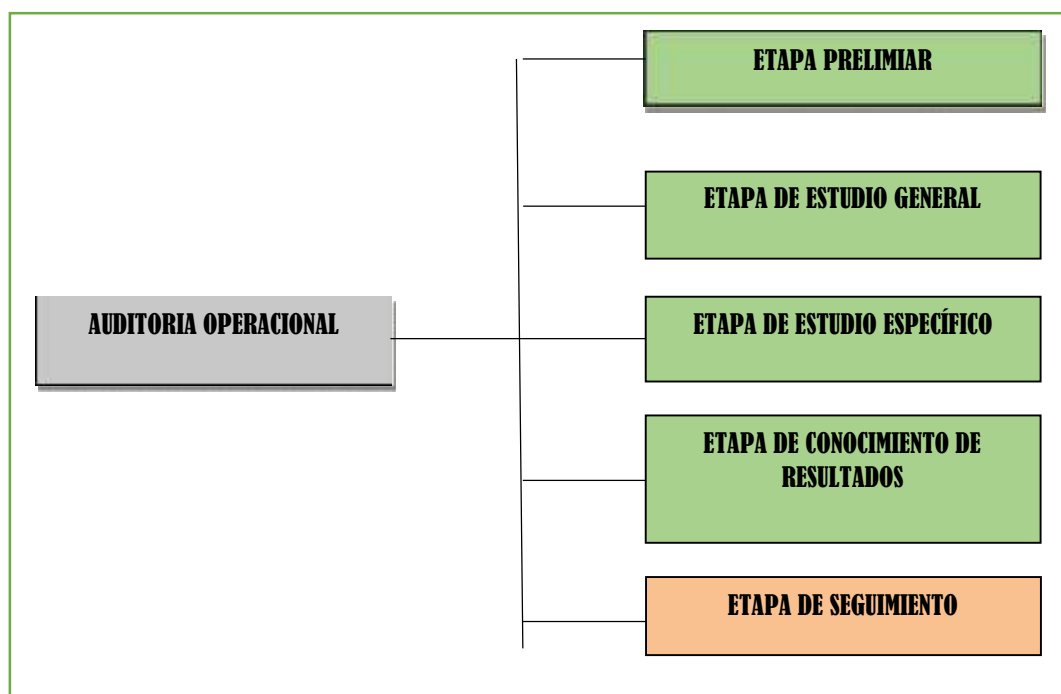 ETAPA PRELIMIAR
ETAPA DE ESTUDIO GENERAL
AUDITORIA OPERACIONAL
ETAPA DE ESTUDIO ESPECÍFICO
ETAPA DE CONOCIMIENTO DE
RESULTADOS
ETAPA DE SEGUIMIENTO